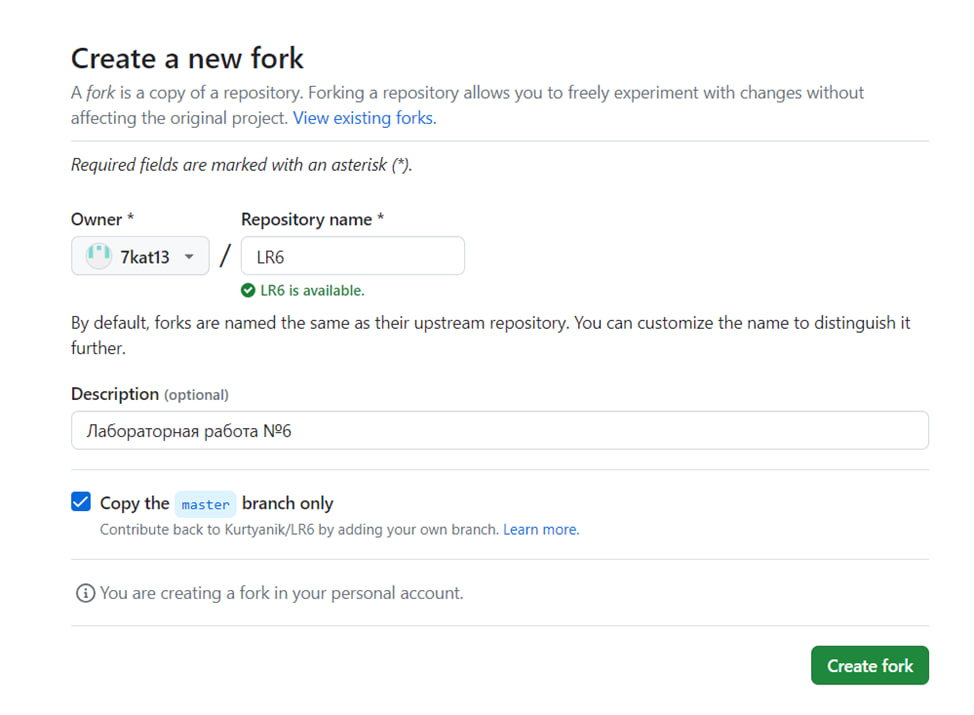 Create a new fork
A fork is a copy of a repository. Forking a repository allows you to freely experiment with changes without
affecting the original project. View existing forks.
Required fields are marked with an asterisk (*).
Owner * Repository name *
7kat13 / LR6
LR6 is available.
By default, forks are named the same as their upstream repository. You can customize the name to distinguish it
further.
Description (optional)
Лабораторная работа №6
Copy the master branch only
Contribute back to Kurtyanik/LR6 by adding your own branch. Learn more.
You are creating a fork in your personal account.
Create fork